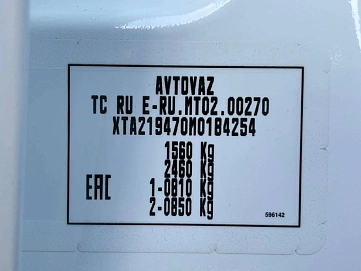 AVTOVAZ
TC RU E-RU.MT02.00270
XTA219470M0184254
1560 Kg
2460 Kg
EAC 1-0810 Kg
2-0850 Kg
596142